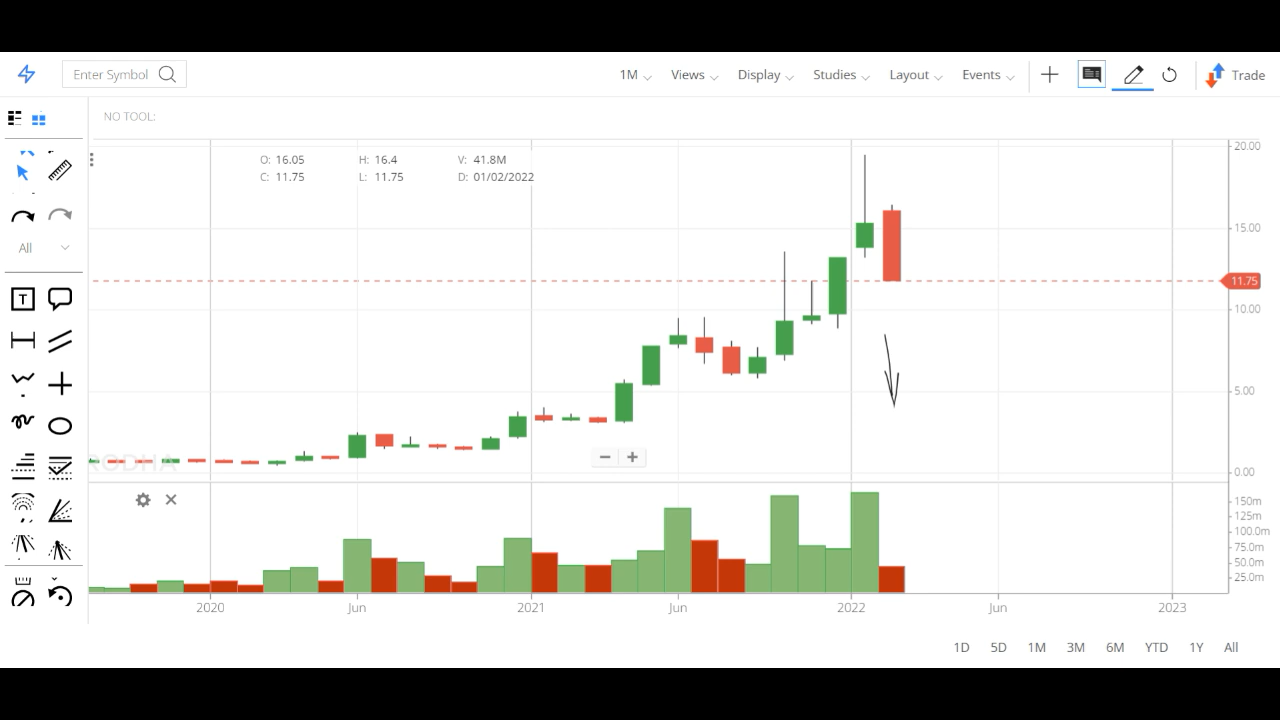 Enter Symbol 1M Views Display Studies Layout Events Trade
NO TOOL:
O: 16.05 H: 16.4 V: 41.8M
C: 11.75 L: 11.75 D: 01/02/2022
All
T
20.00
15.00
11.75
10.00
5.00
0.00
RODHA
150m
125m
100.0m
75.0m
50.0m
25.0m
2020 Jun 2021 Jun 2022 Jun 2023
1D 5D 1M 3M 6M YTD 1Y All